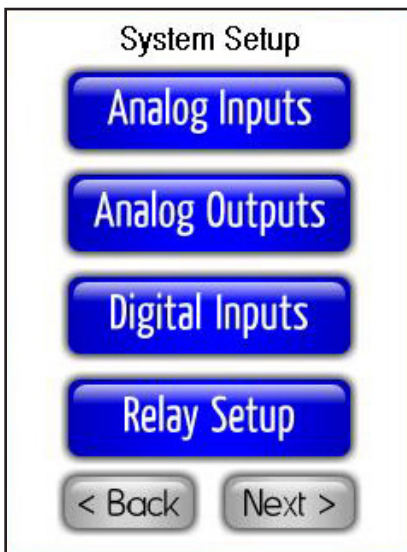 System Setup
Analog Inputs
Analog Outputs
Digital Inputs
Relay Setup
< Back Next >